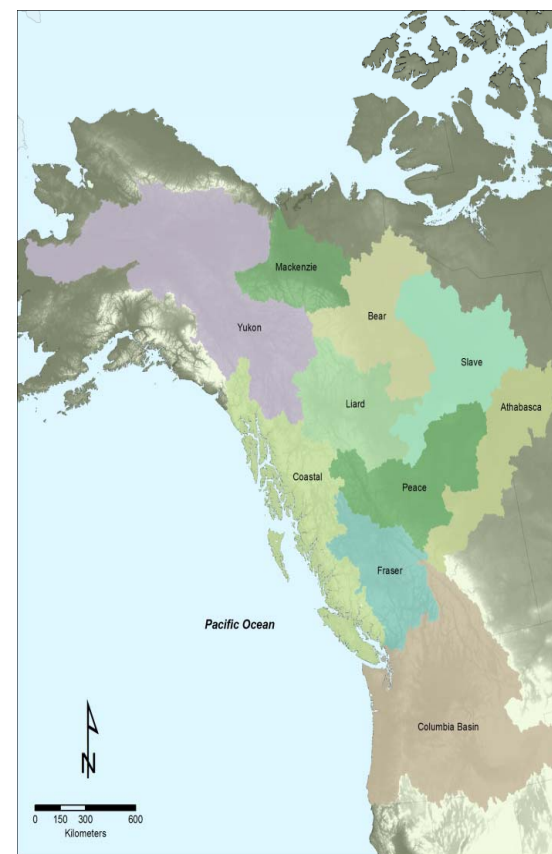 Mackenzie
Bear
Yukon
Slave
Liard
Athabasca
Coastal
Peace
Fraser
Pacific Ocean
Columbia Basin
N
0 150 300 600
Kilometers